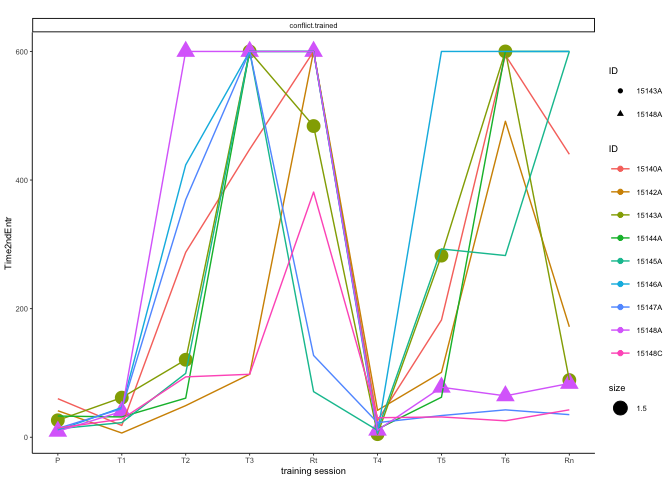 conflict.trained
Time2ndEntr
600
400
200
0
P T1 T2 T3 Rt T4 T5 T6 Rn
training session
ID
15143A
15148A
ID
15140A
15142A
15143A
15144A
15145A
15146A
15147A
15148A
15148C
size
1.5